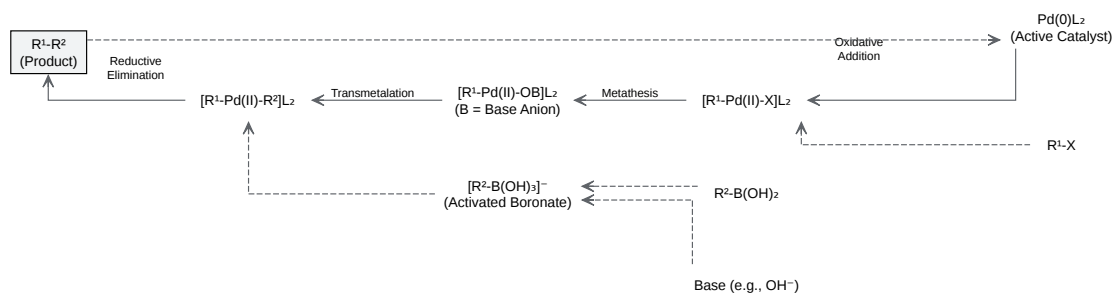 Pd(0)L₂
(Active Catalyst)
R¹-R²
(Product)
Oxidative
Addition
Reductive
Elimination
[R¹-Pd(II)-R²]L₂
Transmetalation
[R¹-Pd(II)-OB]L₂
(B = Base Anion)
Metathesis
[R¹-Pd(II)-X]L₂
R¹-X
[R²-B(OH)₃]⁻
(Activated Boronate)
R²-B(OH)₂
Base (e.g., OH⁻)